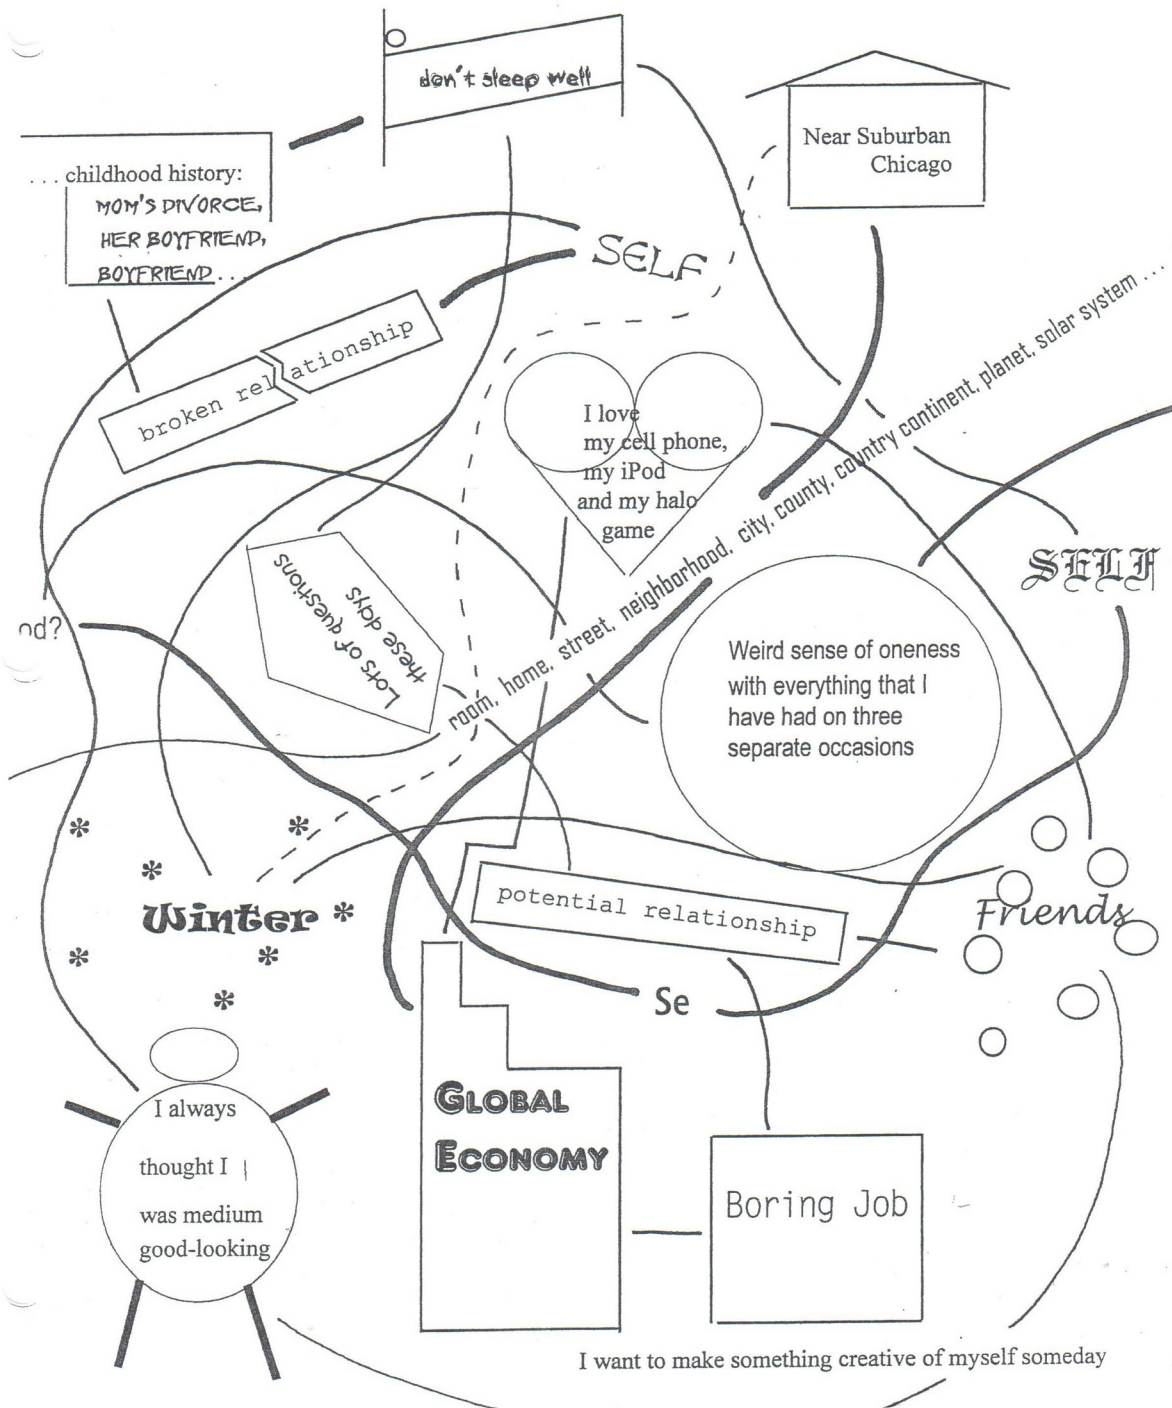 don't sleep well
Near Suburban
Chicago
... childhood history:
MOM'S DIVORCE,
HER BOYFRIEND,
BOYFRIEND...
SELF
broken relationship
I love
my cell phone,
my iPod
and my halo
game
room, home, street, neighborhood, city, county, country continent, planet, solar system ...
SELF
Lots of questions
these days
od?
Weird sense of oneness
with everything that I
have had on three
separate occasions
Winter
potential relationship
Friends
Se
GLOBAL
ECONOMY
I always
thought I
was medium
good-looking
Boring Job
I want to make something creative of myself someday